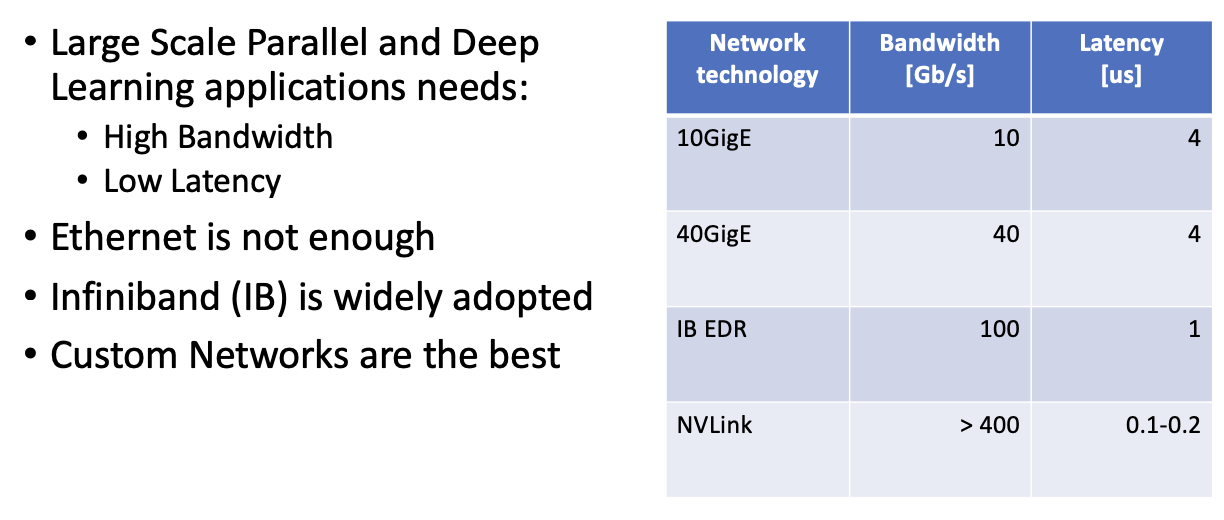 • Large Scale Parallel and Deep
Learning applications needs:
• High Bandwidth
• Low Latency
• Ethernet is not enough
• Infiniband (IB) is widely adopted
• Custom Networks are the best
Network technology Bandwidth [Gb/s] Latency [us]
10GigE 10 4
40GigE 40 4
IB EDR 100 1
NVLink > 400 0.1-0.2